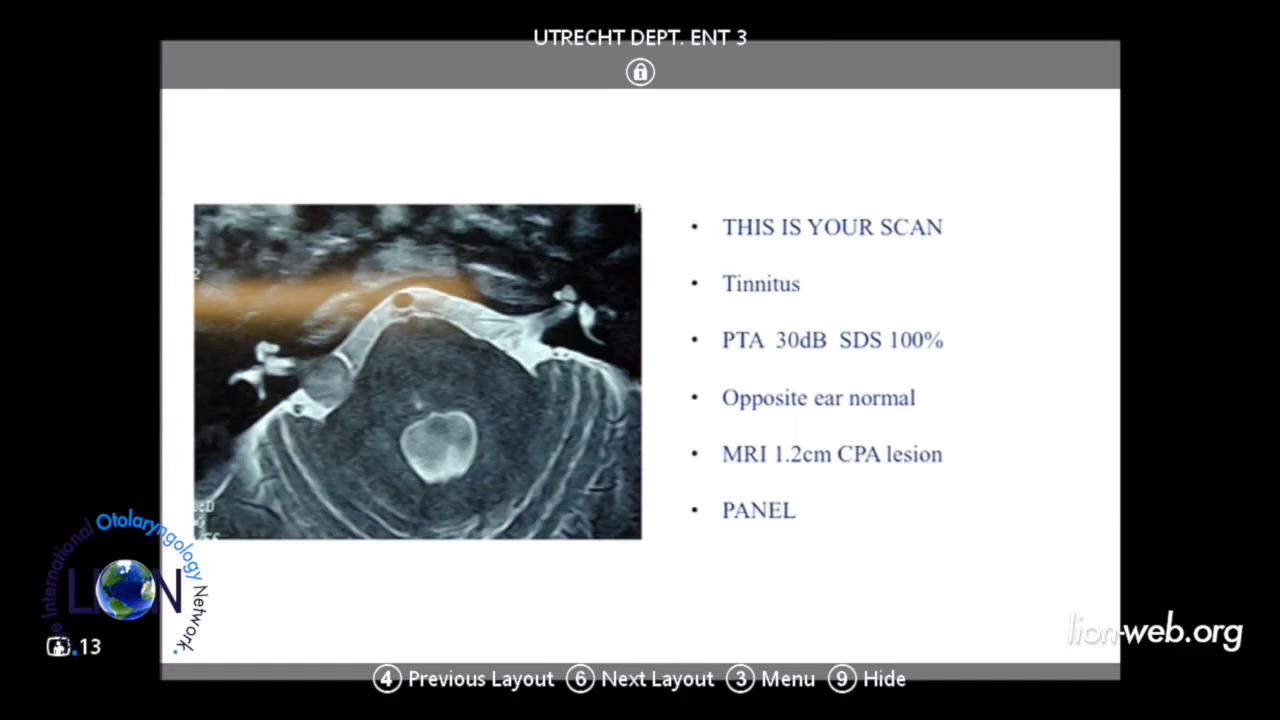 UTRECHT DEPT. ENT 3
2
• THIS IS YOUR SCAN
• Tinnitus
• PTA 30dB SDS 100%
• Opposite ear normal
• MRI 1.2cm CPA lesion
• PANEL
International Otolaryngology Network
LION
.13
lion-web.org
4 Previous Layout 6 Next Layout 3 Menu 9 Hide